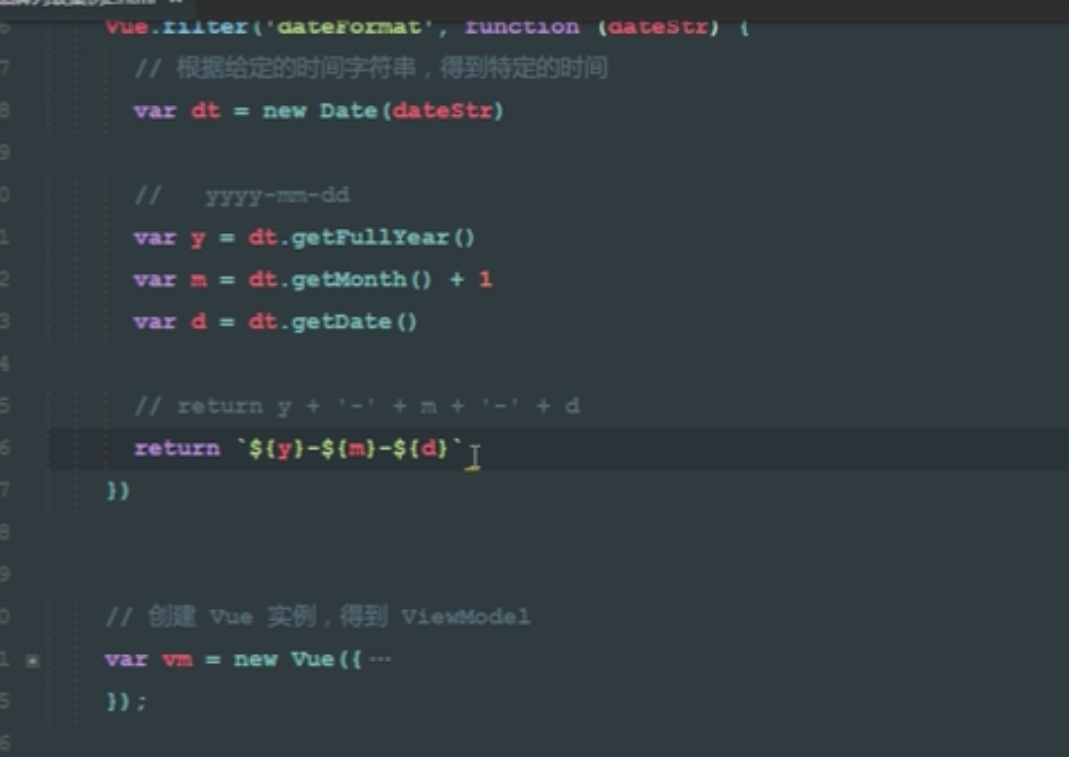 Vue.filter('dateFormat', function (dateStr) {
7 // 根据给定的时间字符串，得到特定的时间
8 var dt = new Date(dateStr)
9
0 // yyyy-mm-dd
1 var y = dt.getFullYear()
2 var m = dt.getMonth() + 1
3 var d = dt.getDate()
4
5 // return y + '-' + m + '-' + d
6 return `${y}-${m}-${d}`
7 })
8
9
0 // 创建 Vue 实例，得到 ViewModel
1 var vm = new Vue({ ···
5 });
6